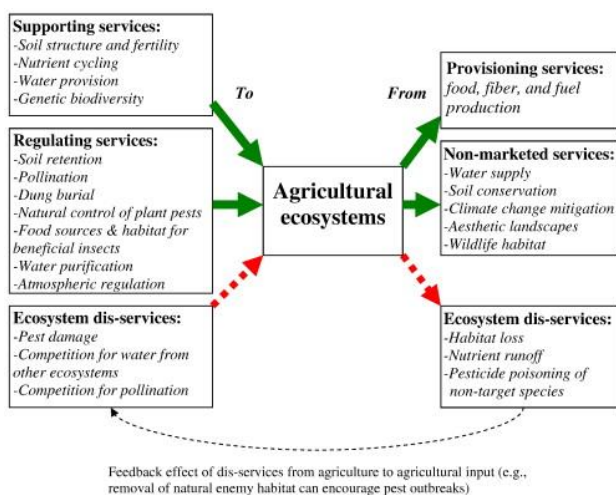 Supporting services:
-Soil structure and fertility
-Nutrient cycling
-Water provision
-Genetic biodiversity
To
Regulating services:
-Soil retention
-Pollination
-Dung burial
-Natural control of plant pests
-Food sources & habitat for
beneficial insects
-Water purification
-Atmospheric regulation
Ecosystem dis-services:
-Pest damage
-Competition for water from
other ecosystems
-Competition for pollination
Agricultural
ecosystems
From
Provisioning services:
food, fiber, and fuel
production
Non-marketed services:
-Water supply
-Soil conservation
-Climate change mitigation
-Aesthetic landscapes
-Wildlife habitat
Ecosystem dis-services:
-Habitat loss
-Nutrient runoff
-Pesticide poisoning of
non-target species
Feedback effect of dis-services from agriculture to agricultural input (e.g.,
removal of natural enemy habitat can encourage pest outbreaks)